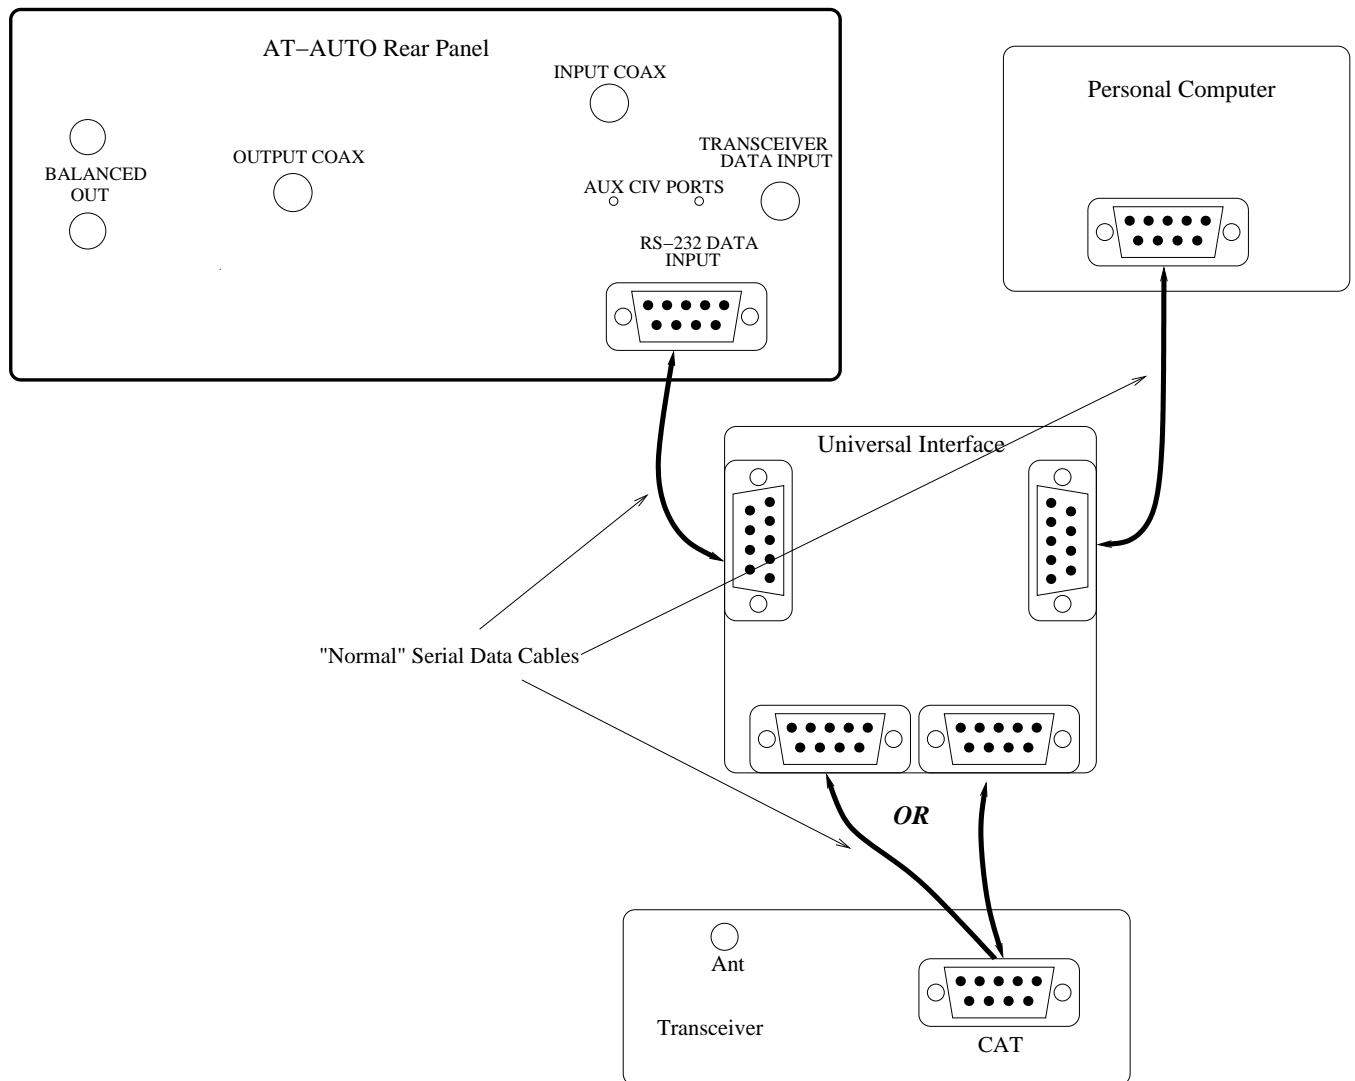 AT−AUTO Rear Panel
INPUT COAX
Personal Computer
OUTPUT COAX
TRANSCEIVER
DATA INPUT
BALANCED
OUT
AUX CIV PORTS
RS−232 DATA
INPUT
Universal Interface
"Normal" Serial Data Cables
OR
Ant
Transceiver
CAT